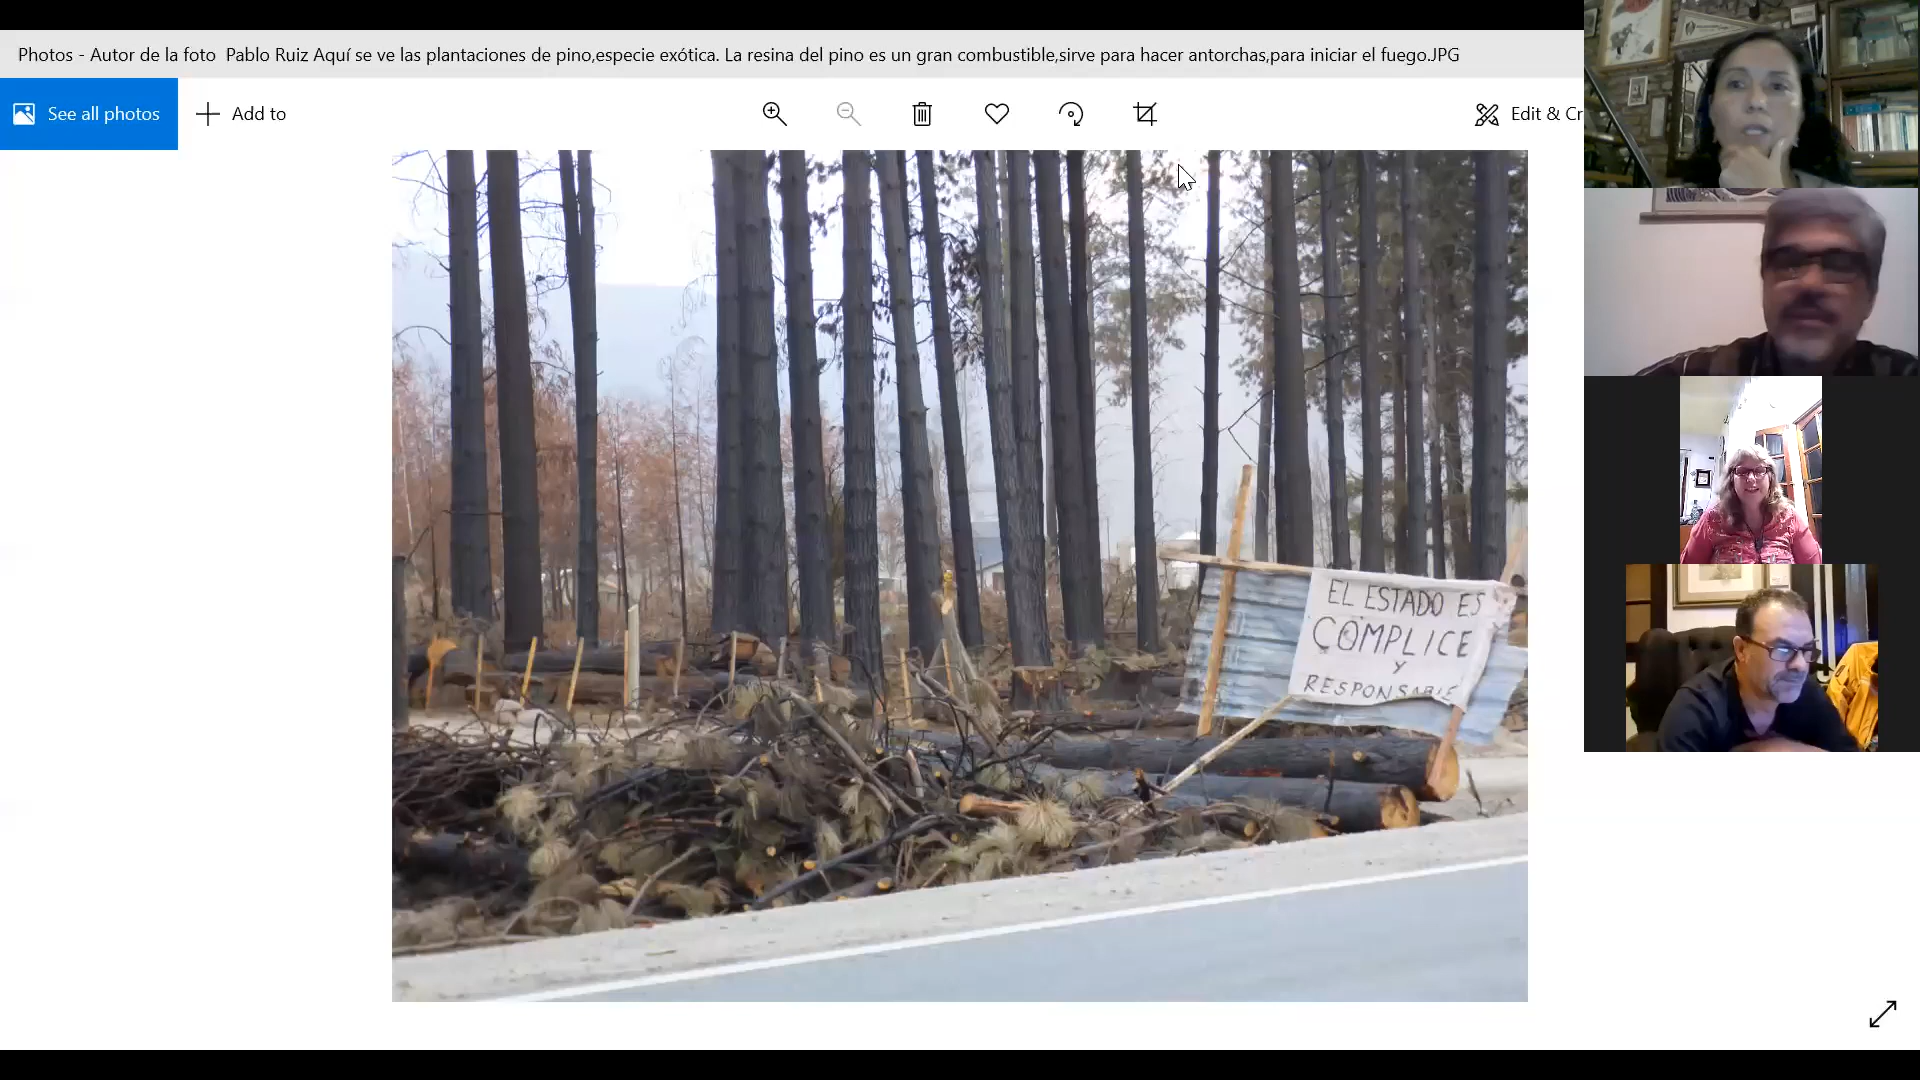 Photos - Autor de la foto  Pablo Ruiz Aquí se ve las plantaciones de pino,especie exótica. La resina del pino es un gran combustible,sirve para hacer antorchas,para iniciar el fuego.JPG
See all photos
Add to
Edit & Cr
EL ESTADO ES
COMPLICE
Y
RESPONSABLE